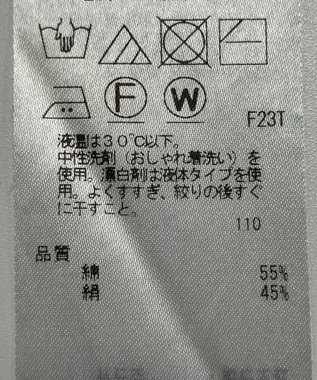 F W
F23T
液温は30℃以下。
中性洗剤(おしゃれ着洗い)を
使用。漂白剤は液体タイプを使
用。よくすすぎ、絞りの後すぐ
に干すこと。
110
品質
綿 55%
絹 45%